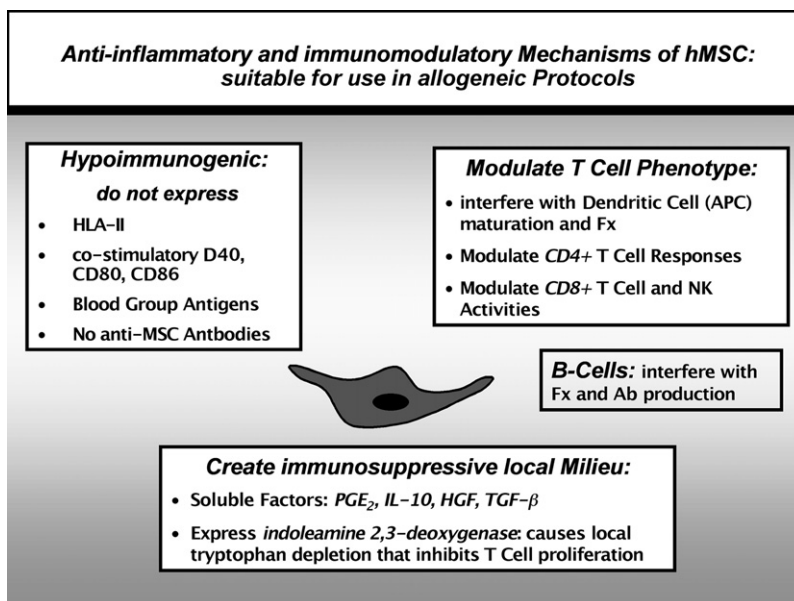 Anti-inflammatory and immunomodulatory Mechanisms of hMSC:
suitable for use in allogeneic Protocols
Hypoimmunogenic:
do not express
• HLA-II
• co-stimulatory D40,
CD80, CD86
• Blood Group Antigens
• No anti-MSC Antibodies
Modulate T Cell Phenotype:
• interfere with Dendritic Cell (APC)
maturation and Fx
• Modulate CD4+ T Cell Responses
• Modulate CD8+ T Cell and NK
Activities
B-Cells: interfere with
Fx and Ab production
Create immunosuppressive local Milieu:
• Soluble Factors: PGE₂, IL-10, HGF, TGF-β
• Express indoleamine 2,3-deoxygenase: causes local
tryptophan depletion that inhibits T Cell proliferation